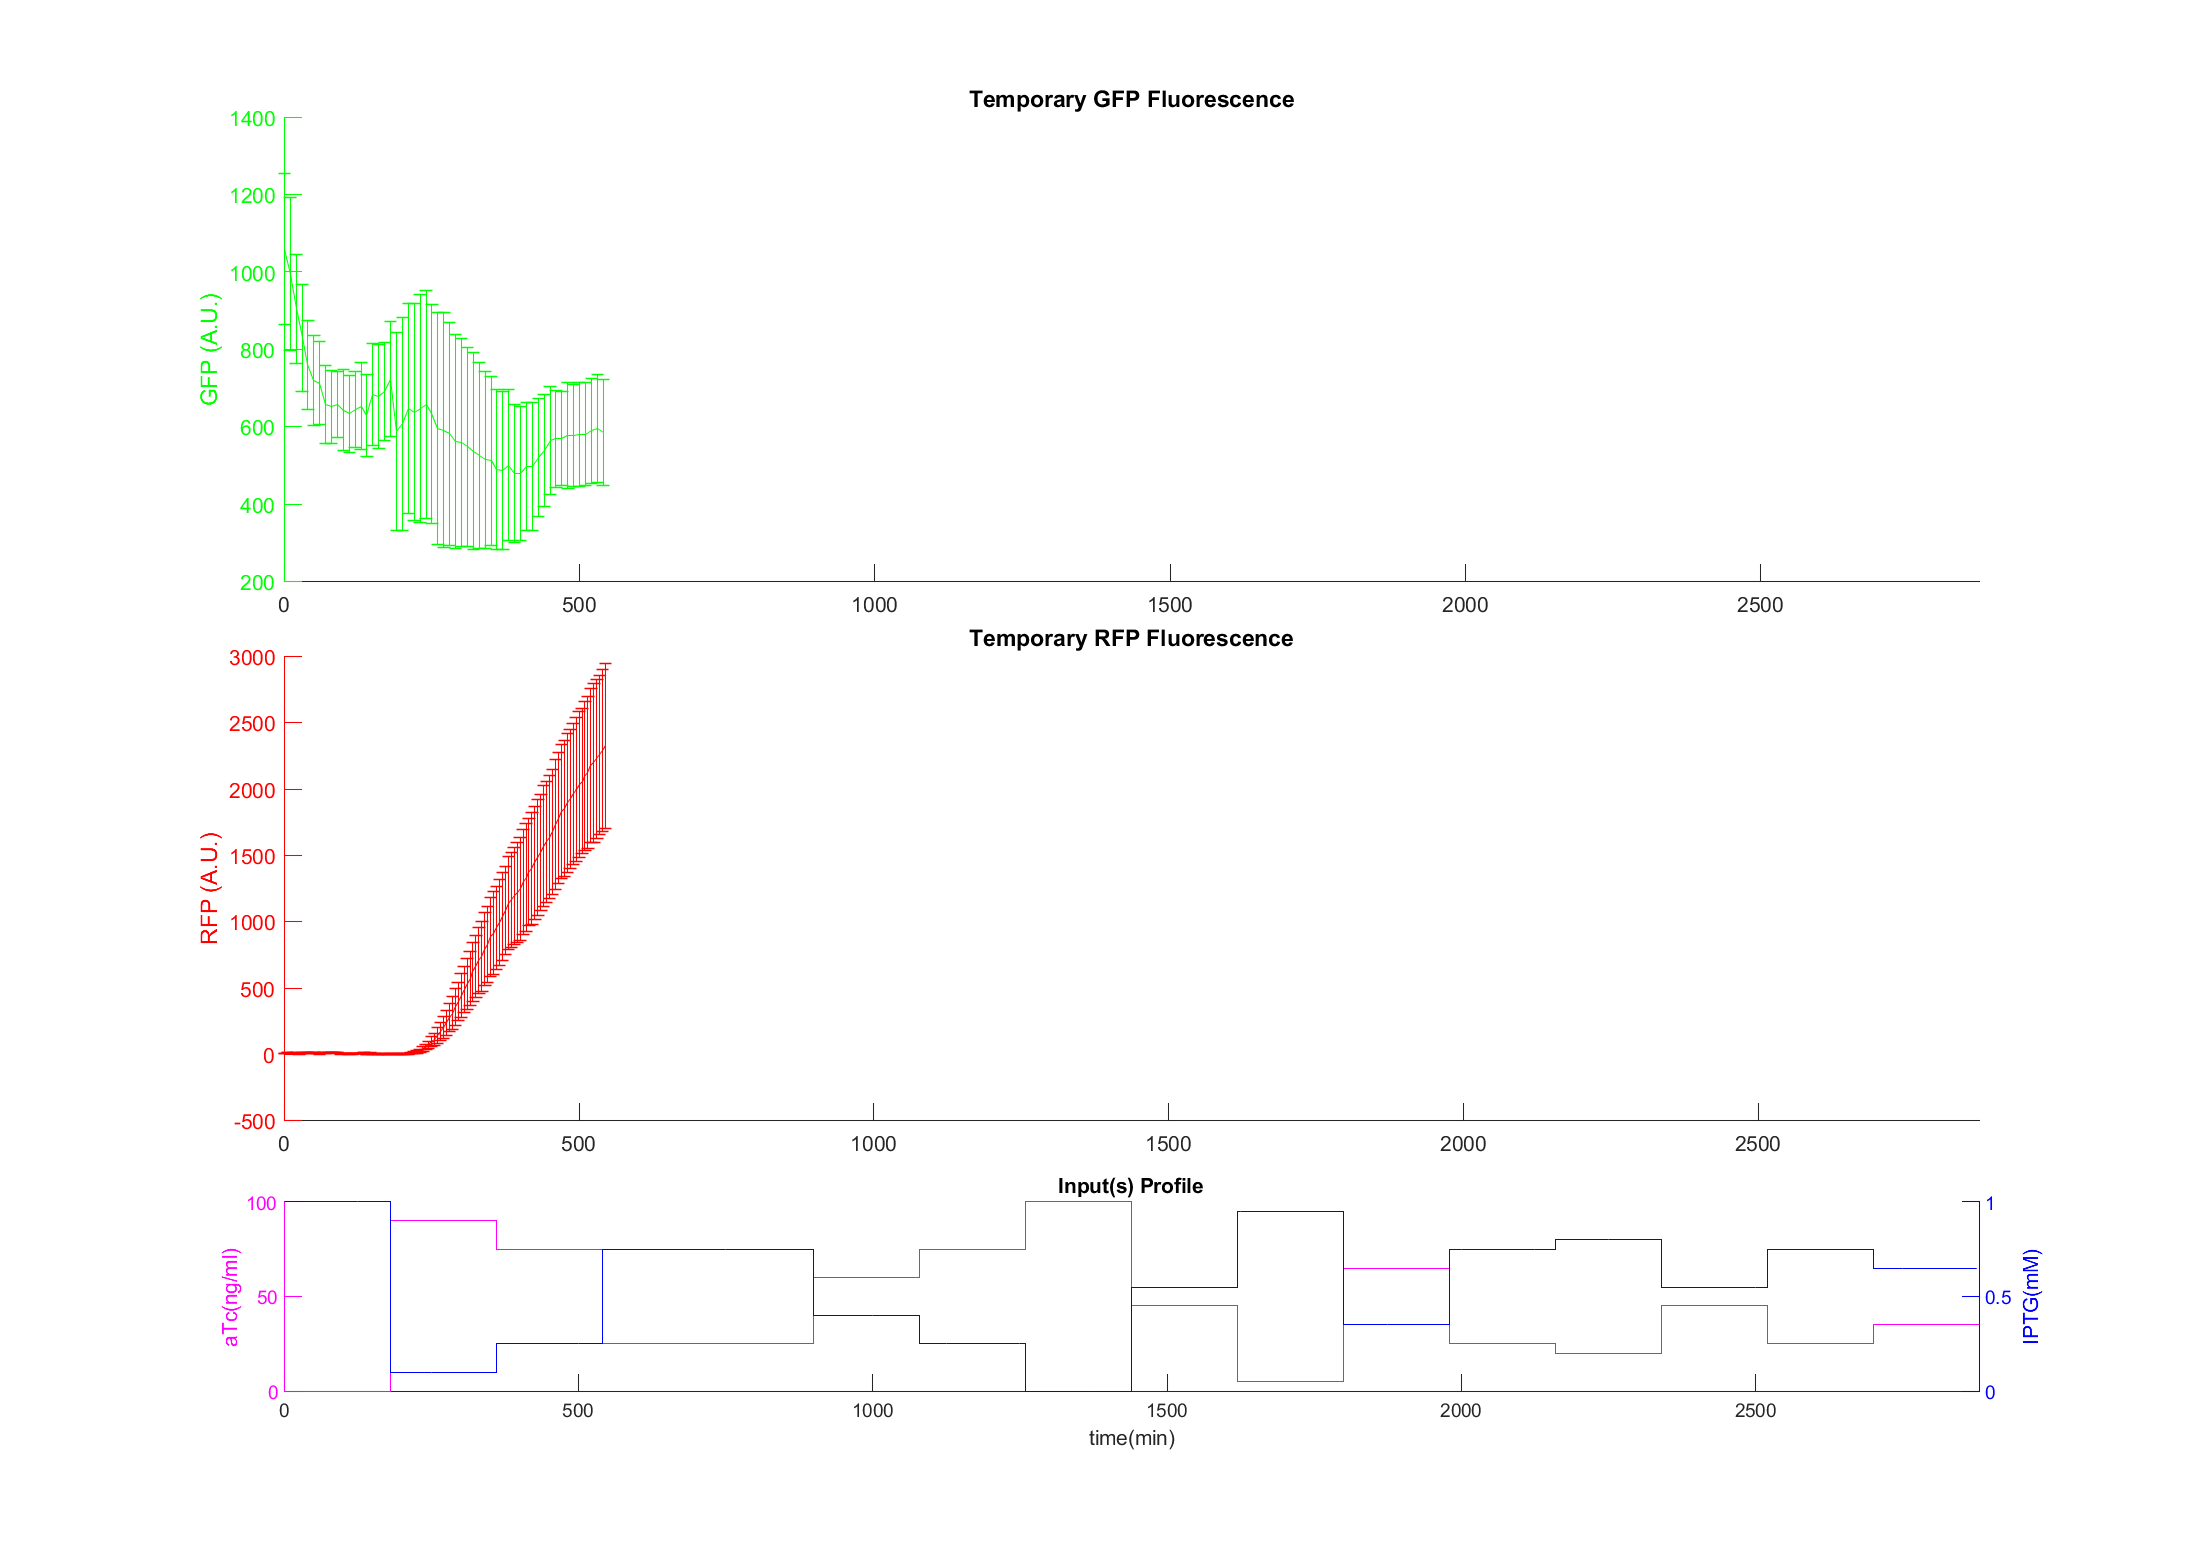 Temporary GFP Fluorescence
1400
1200
1000
800
600
400
200
GFP (A.U.)
0 500 1000 1500 2000 2500
Temporary RFP Fluorescence
3000
2500
2000
1500
1000
500
0
-500
RFP (A.U.)
0 500 1000 1500 2000 2500
Input(s) Profile
100
50
0
aTc(ng/ml)
1
0.5
0
IPTG(mM)
0 500 1000 1500 2000 2500
time(min)